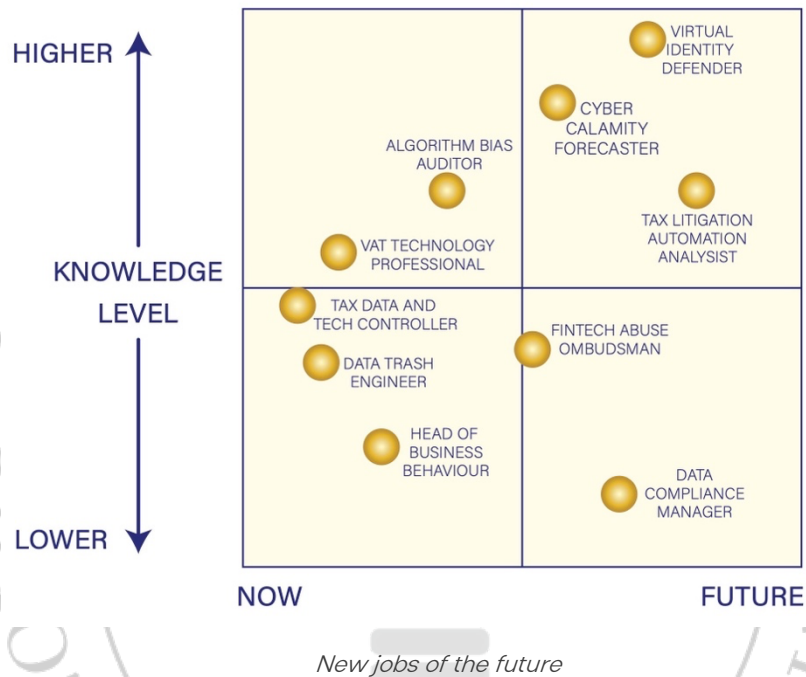 HIGHER
VIRTUAL
IDENTITY
DEFENDER
CYBER
CALAMITY
FORECASTER
ALGORITHM BIAS
AUDITOR
TAX LITIGATION
AUTOMATION
ANALYSIST
VAT TECHNOLOGY
PROFESSIONAL
KNOWLEDGE
LEVEL
TAX DATA AND
TECH CONTROLLER
FINTECH ABUSE
OMBUDSMAN
DATA TRASH
ENGINEER
HEAD OF
BUSINESS
BEHAVIOUR
DATA
COMPLIANCE
MANAGER
LOWER
NOW
FUTURE
New jobs of the future